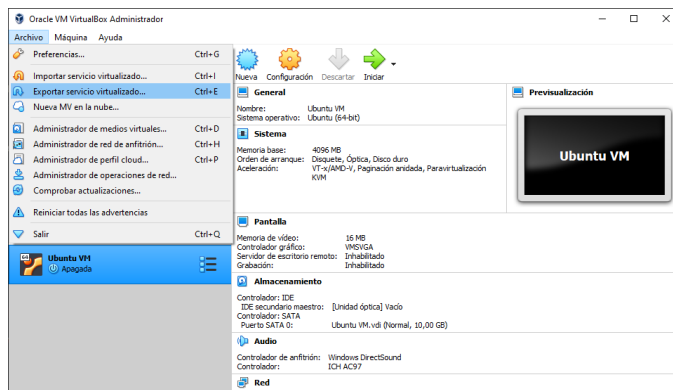 Oracle VM VirtualBox Administrador
Archivo Máquina Ayuda
Preferencias... Ctrl+G
Importar servicio virtualizado... Ctrl+I
Exportar servicio virtualizado... Ctrl+E
Nueva MV en la nube...
Administrador de medios virtuales... Ctrl+D
Administrador de red de anfitrión... Ctrl+H
Administrador de perfil cloud... Ctrl+P
Administrador de operaciones de red...
Comprobar actualizaciones...
Reiniciar todas las advertencias
Salir Ctrl+Q
Ubuntu VM
Apagada
Nueva Configuración Descartar Iniciar
General
Nombre: Ubuntu VM
Sistema operativo: Ubuntu (64-bit)
Sistema
Memoria base: 4096 MB
Orden de arranque: Disquete, Óptica, Disco duro
Aceleración: VT-x/AMD-V, Paginación anidada, Paravirtualización
KVM
Previsualización
Ubuntu VM
Pantalla
Memoria de vídeo: 16 MB
Controlador gráfico: VMSVGA
Servidor de escritorio remoto: Inhabilitado
Grabación: Inhabilitado
Almacenamiento
Controlador: IDE
IDE secundario maestro: [Unidad óptica] Vacío
Controlador: SATA
Puerto SATA 0: Ubuntu VM.vdi (Normal, 10,00 GB)
Audio
Controlador de anfitrión: Windows DirectSound
Controlador: ICH AC97
Red